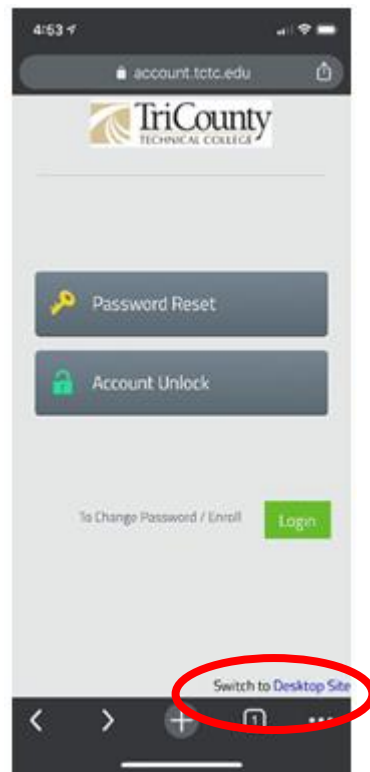 4:53
account.tctc.edu
TriCounty
TECHNICAL COLLEGE
Password Reset
Account Unlock
To Change Password / Enroll
Login
Switch to Desktop Site
1